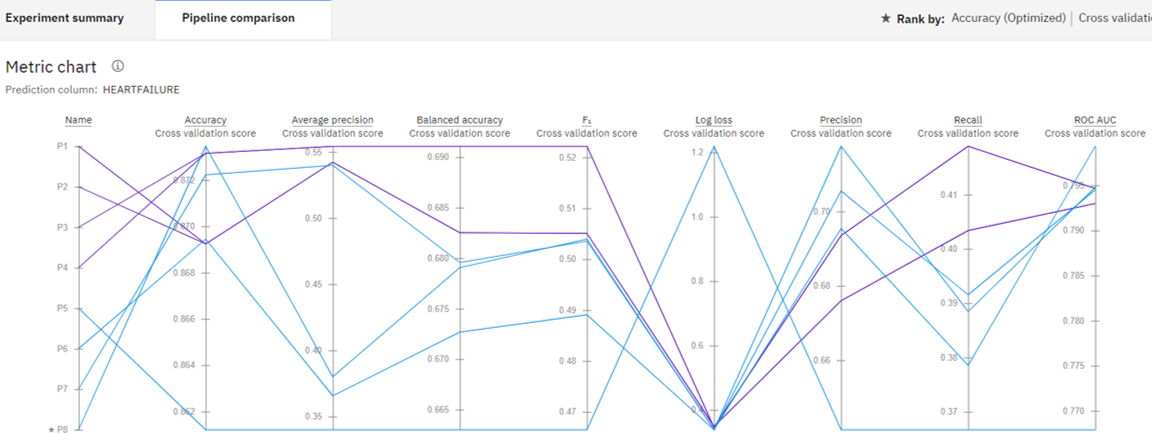 Experiment summary
Pipeline comparison
★ Rank by: Accuracy (Optimized) | Cross validatio
Metric chart
Prediction column: HEARTFAILURE
Name Accuracy Average precision Balanced accuracy F₁ Log loss Precision Recall ROC AUC
Cross validation score Cross validation score Cross validation score Cross validation score Cross validation score Cross validation score Cross validation score Cross validation score
P1
P2
P3
P4
P5
P6
P7
★ P8
0.872
0.870
0.868
0.866
0.864
0.862
0.55
0.50
0.45
0.40
0.35
0.690
0.685
0.680
0.675
0.670
0.665
0.52
0.51
0.50
0.49
0.48
0.47
1.2
1.0
0.8
0.6
0.70
0.68
0.66
0.41
0.40
0.39
0.38
0.37
0.795
0.790
0.785
0.780
0.775
0.770